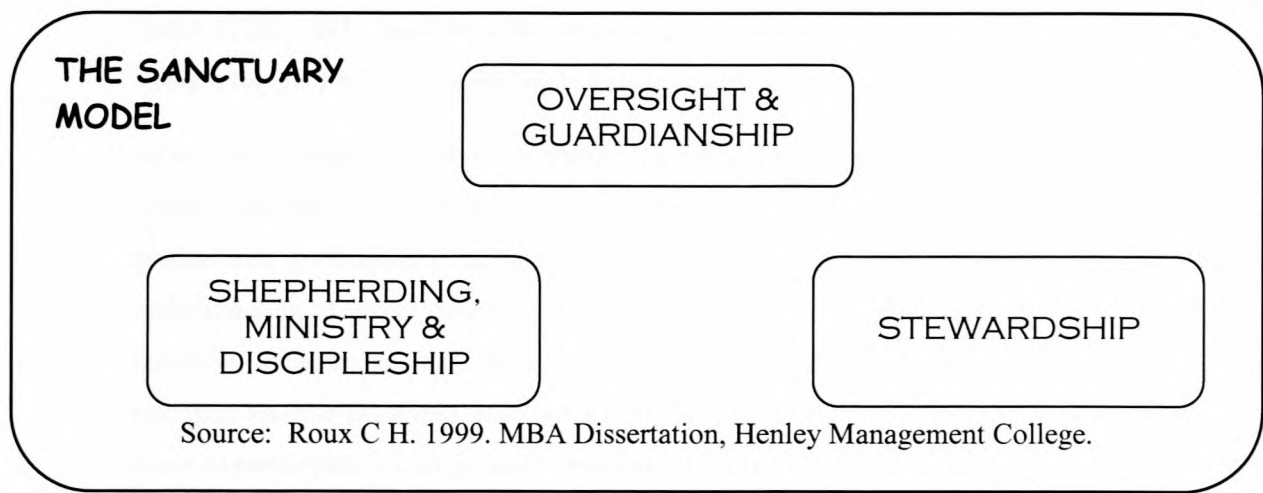 THE SANCTUARY
MODEL
OVERSIGHT &
GUARDIANSHIP
SHEPHERDING,
MINISTRY &
DISCIPLESHIP
STEWARDSHIP
Source: Roux C H. 1999. MBA Dissertation, Henley Management College.